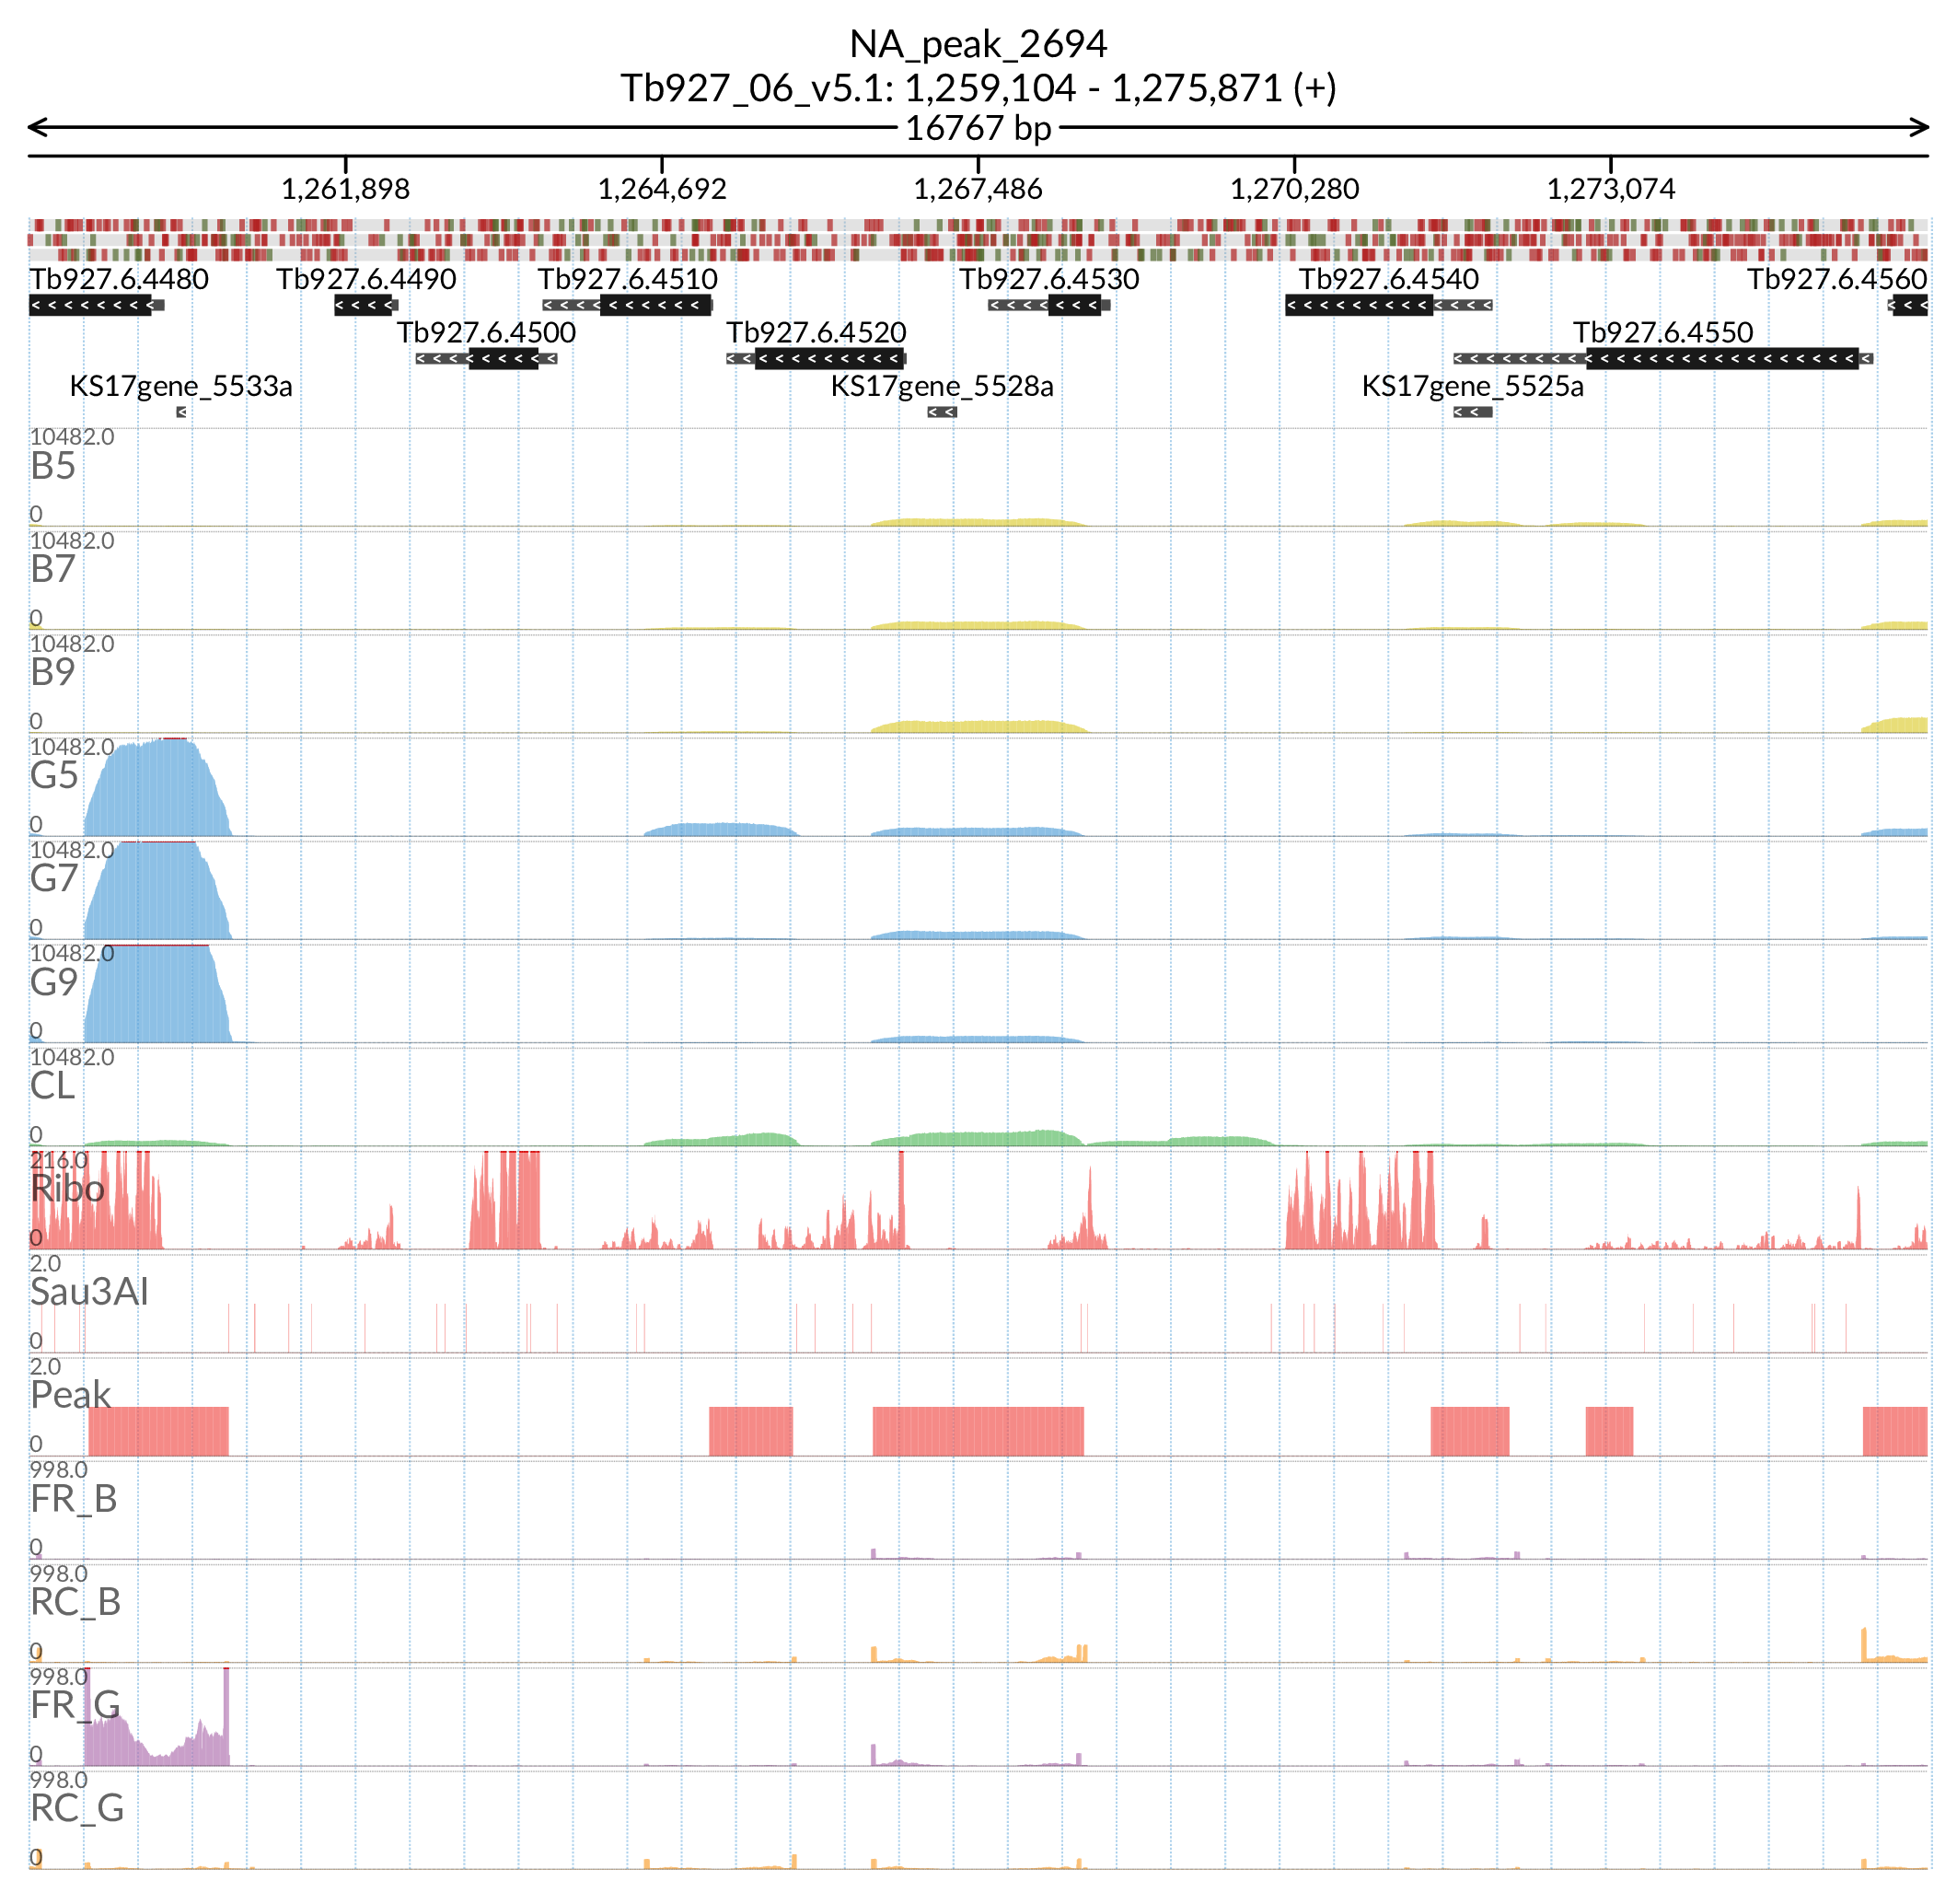 NA_peak_2694
Tb927_06_v5.1: 1,259,104 - 1,275,871 (+)
16767 bp
1,261,898 1,264,692 1,267,486 1,270,280 1,273,074
Tb927.6.4480 Tb927.6.4490 Tb927.6.4510 Tb927.6.4530 Tb927.6.4540 Tb927.6.4560
Tb927.6.4500 Tb927.6.4520 Tb927.6.4550
KS17gene_5533a KS17gene_5528a KS17gene_5525a
10482.0
B5
0
10482.0
B7
0
10482.0
B9
0
10482.0
G5
0
10482.0
G7
0
10482.0
G9
0
10482.0
CL
0
216.0
Ribo
0
2.0
Sau3AI
0
2.0
Peak
0
998.0
FR_B
0
998.0
RC_B
0
998.0
FR_G
0
998.0
RC_G
0